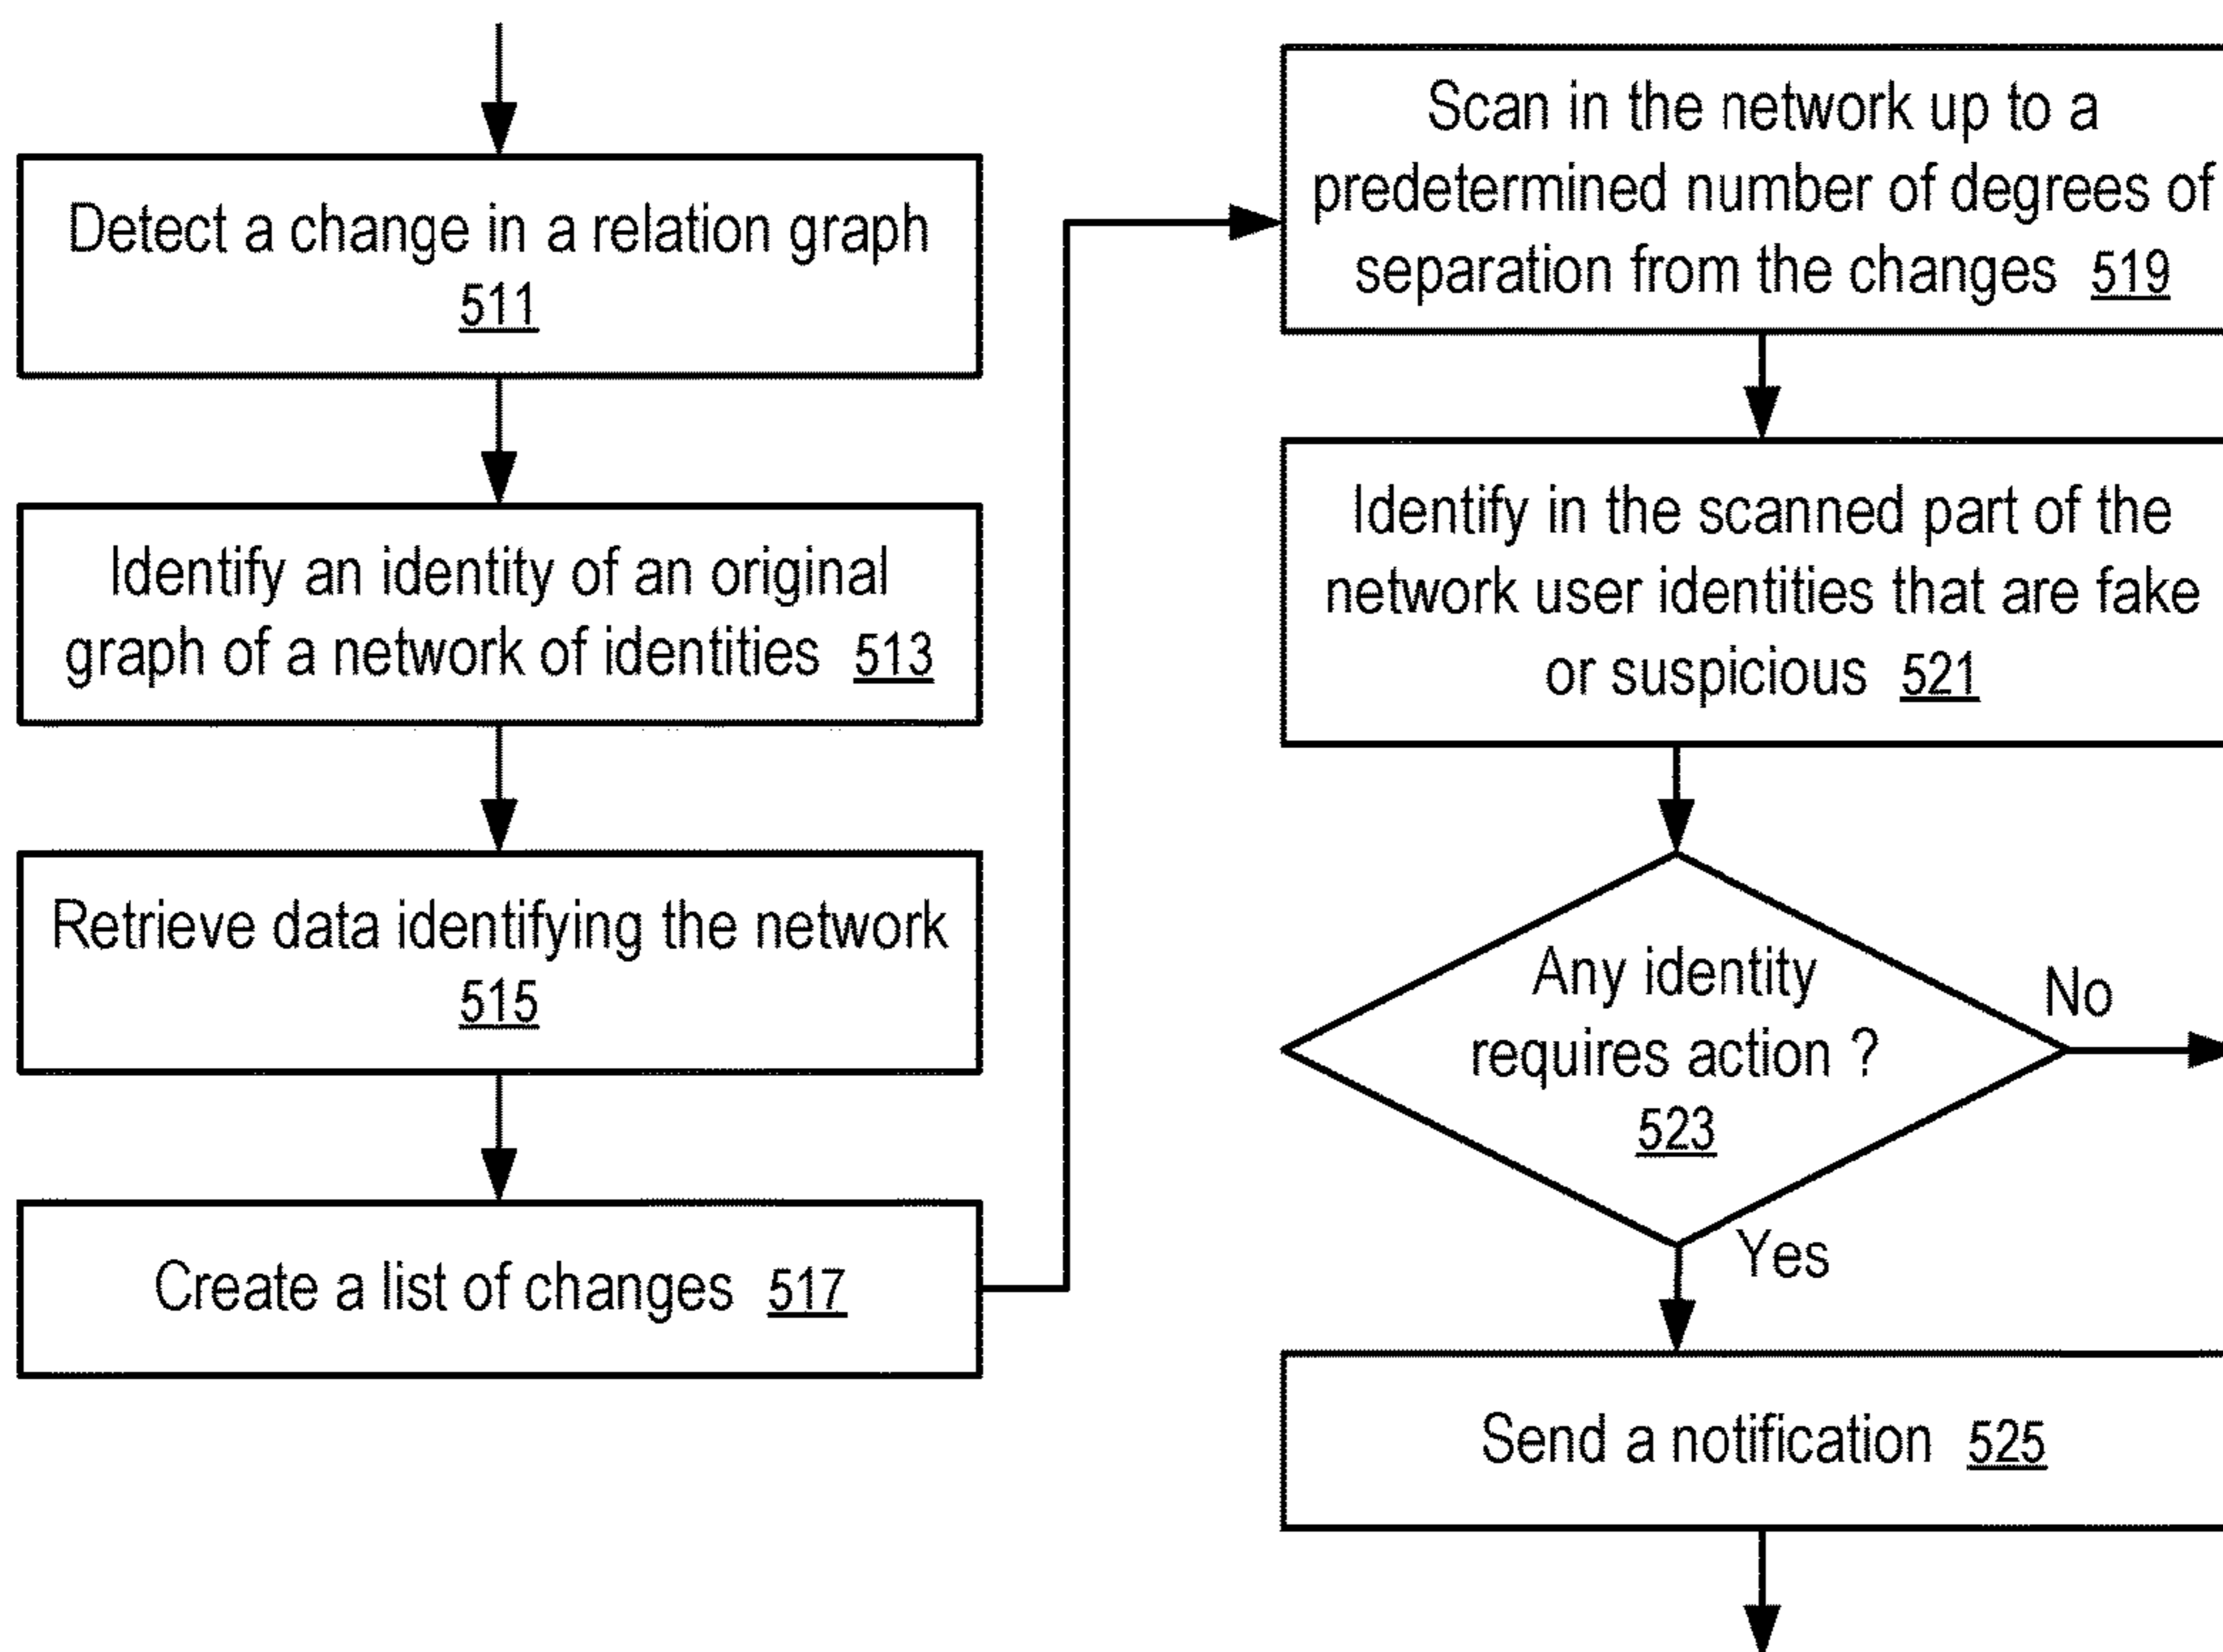 Detect a change in a relation graph
511
Identify an identity of an original
graph of a network of identities 513
Retrieve data identifying the network
515
Create a list of changes 517
Scan in the network up to a
predetermined number of degrees of
separation from the changes 519
Identify in the scanned part of the
network user identities that are fake
or suspicious 521
Any identity
requires action ?
523
No
Yes
Send a notification 525